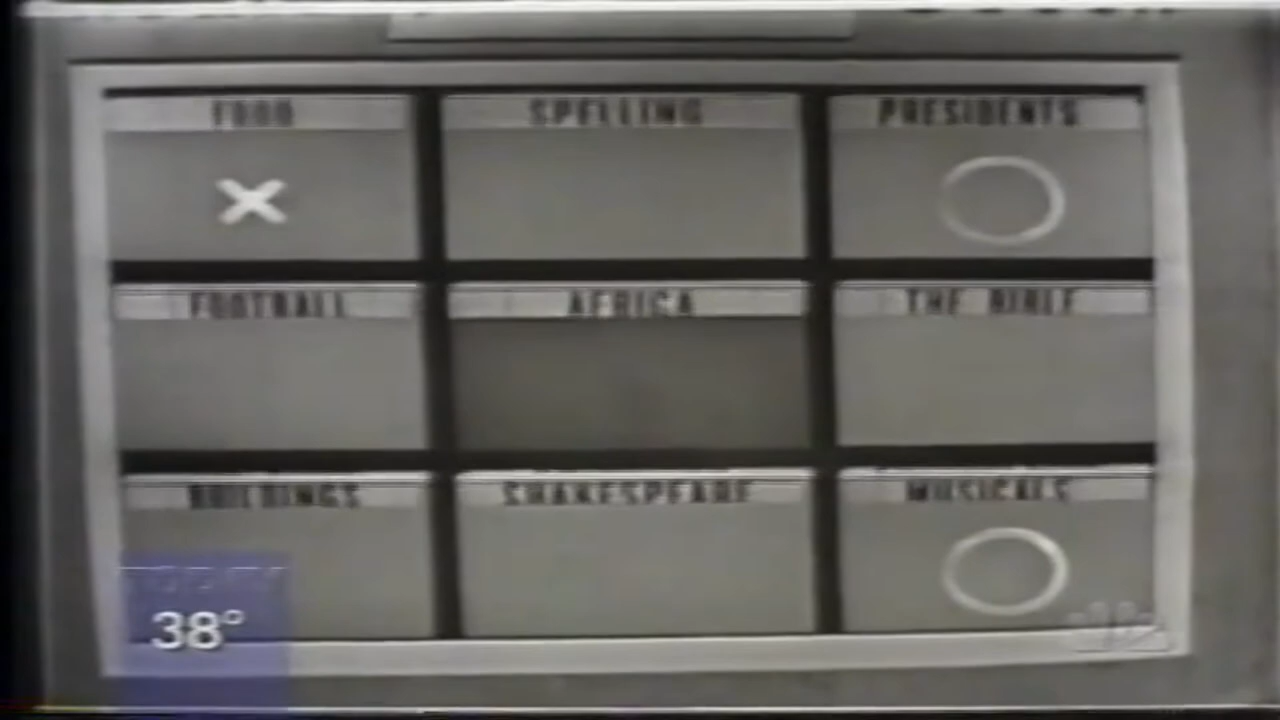 FOOD SPELLING PRESIDENTS
X O
FOOTBALL AFRICA THE BIBLE
BUILDINGS SHAKESPEARE MUSICALS
O
38°